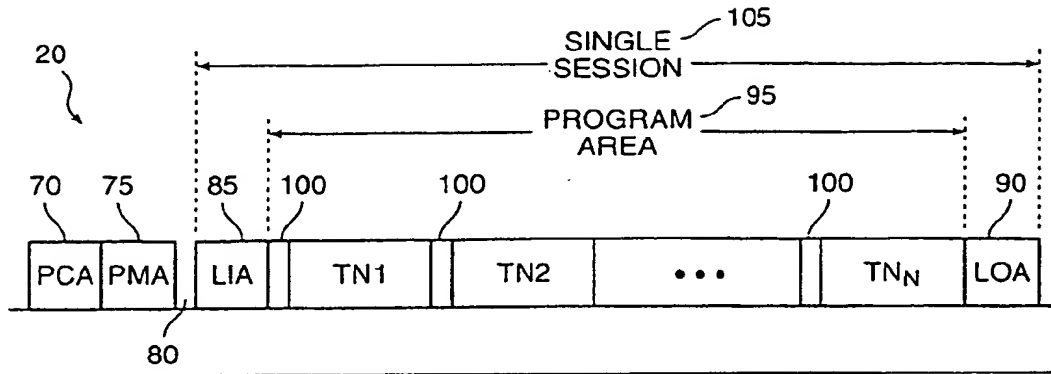 105
SINGLE
SESSION
20
95
PROGRAM
AREA
70 75 85 100 100 100 90
PCA PMA LIA TN1 TN2 ••• TNN LOA
80